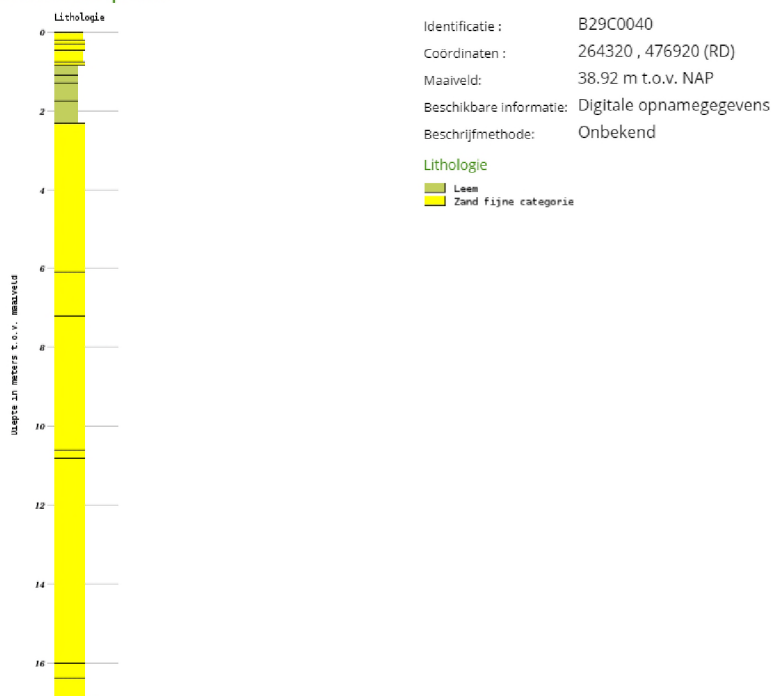 Lithologie
0
2
4
6
8
10
12
14
16
Diepte in meters t.o.v. maaiveld
Identificatie : B29C0040
Coördinaten : 264320 , 476920 (RD)
Maaiveld: 38.92 m t.o.v. NAP
Beschikbare informatie: Digitale opnamegegevens
Beschrijfmethode: Onbekend
Lithologie
Leem
Zand fijne categorie